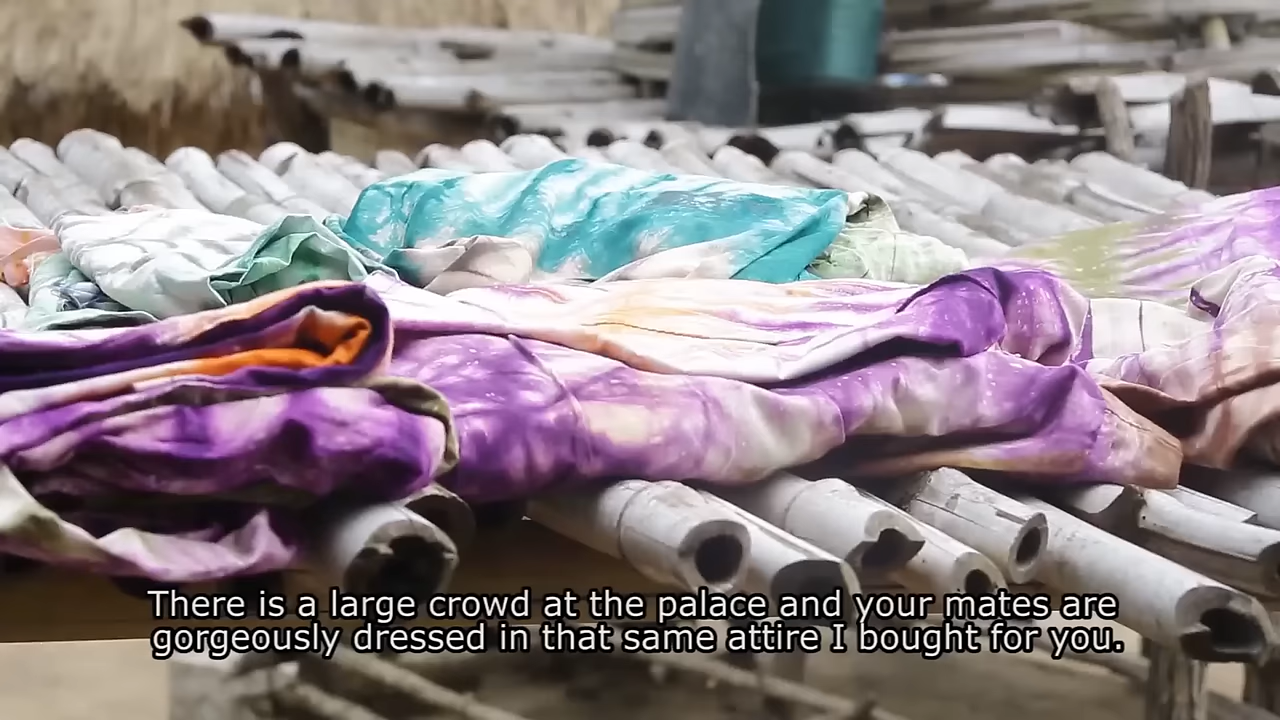 There is a large crowd at the palace and your mates are
gorgeously dressed in that same attire I bought for you.